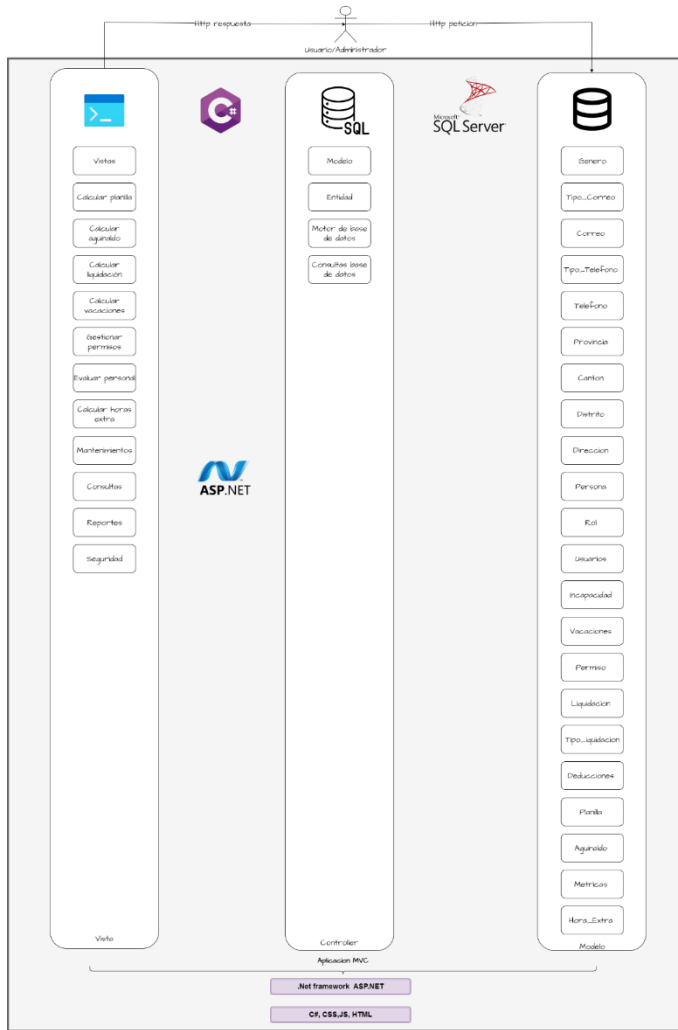 Http respuesta
Http peticion
Usuario/Administrador
C#
SQL
Microsoft
SQL Server
Vistas
Calcular planilla
Calcular
aguinaldo
Calcular
liquidación
Calcular
vacaciones
Gestionar
permisos
Evaluar personal
Calcular horas
extra
Mantenimientos
Consultas
Reportes
Seguridad
Vista
ASP.NET
Modelo
Entidad
Motor de base
de datos
Consultas base
de datos
Controller
Genero
Tipo_Correo
Correo
Tipo_Telefono
Telefono
Provincia
Canton
Distrito
Direccion
Persona
Rol
Usuarios
Incapacidad
Vacaciones
Permiso
Liquidacion
Tipo_liquidacion
Deducciones
Planilla
Aguinaldo
Metricas
Hora_Extra
Modelo
Aplicacion MVC
.Net framework ASP.NET
C#, CSS,JS, HTML